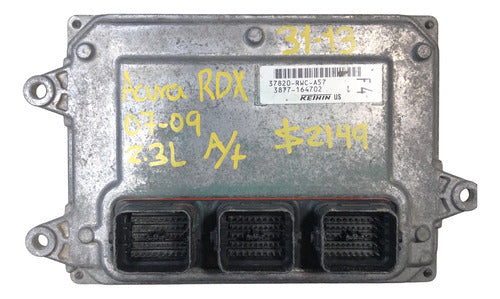 31-13
37820-RWC-A57
3877-164702
KEIHIN US
F4
Acura RDX
07-09
2.3L A/t
$2149